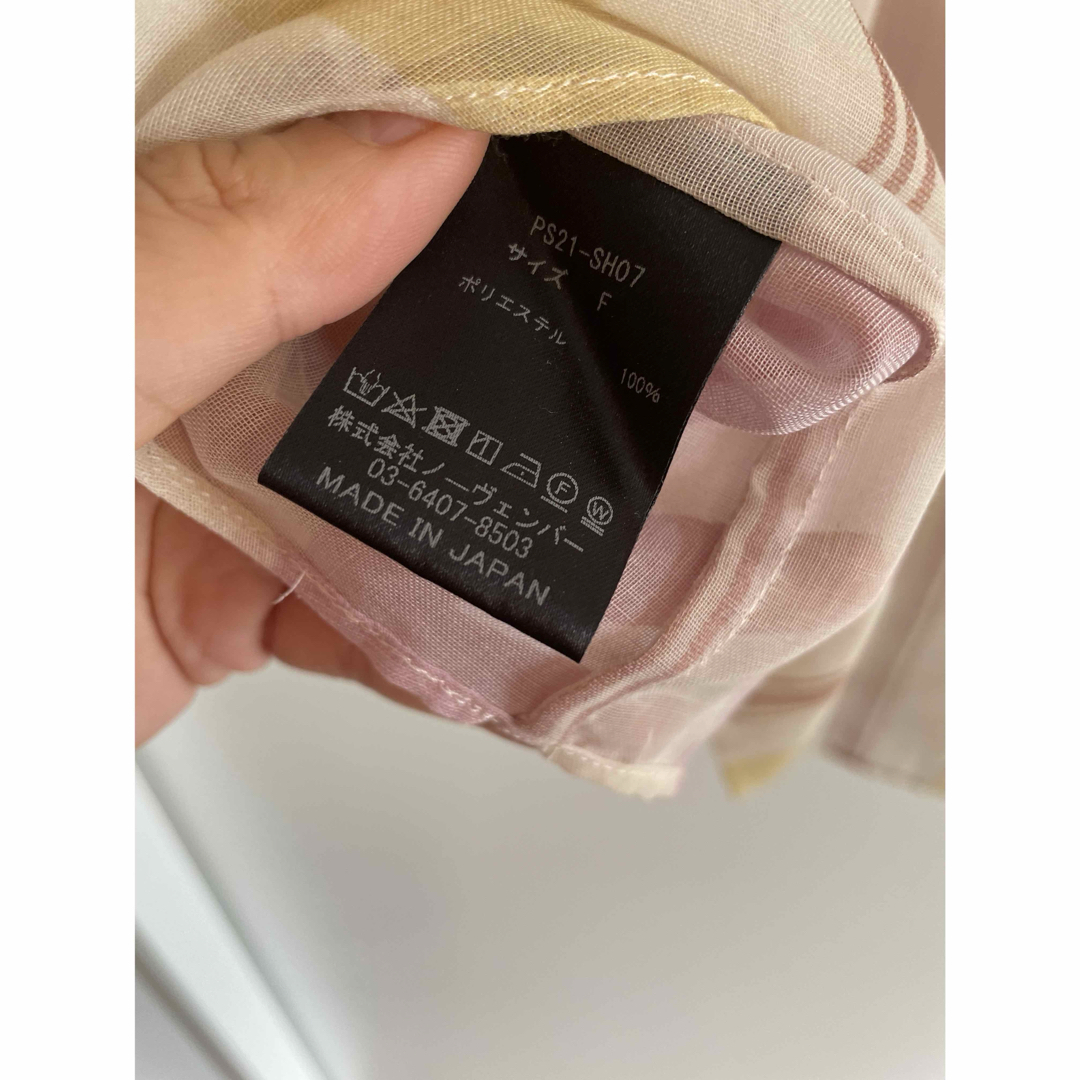 PS21-SH07
サイズ F
ポリエステル 100%
F W
株式会社ノーヴェンバー
03-6407-8503
MADE IN JAPAN